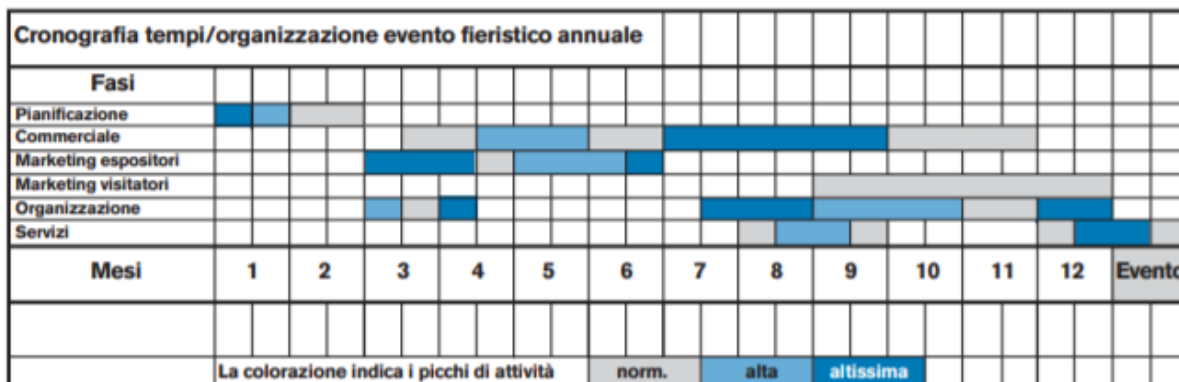 Cronografia tempi/organizzazione evento fieristico annuale
Fasi
Pianificazione
Commerciale
Marketing espositori
Marketing visitatori
Organizzazione
Servizi
Mesi 1 2 3 4 5 6 7 8 9 10 11 12 Evento
La colorazione indica i picchi di attività norm. alta altissima